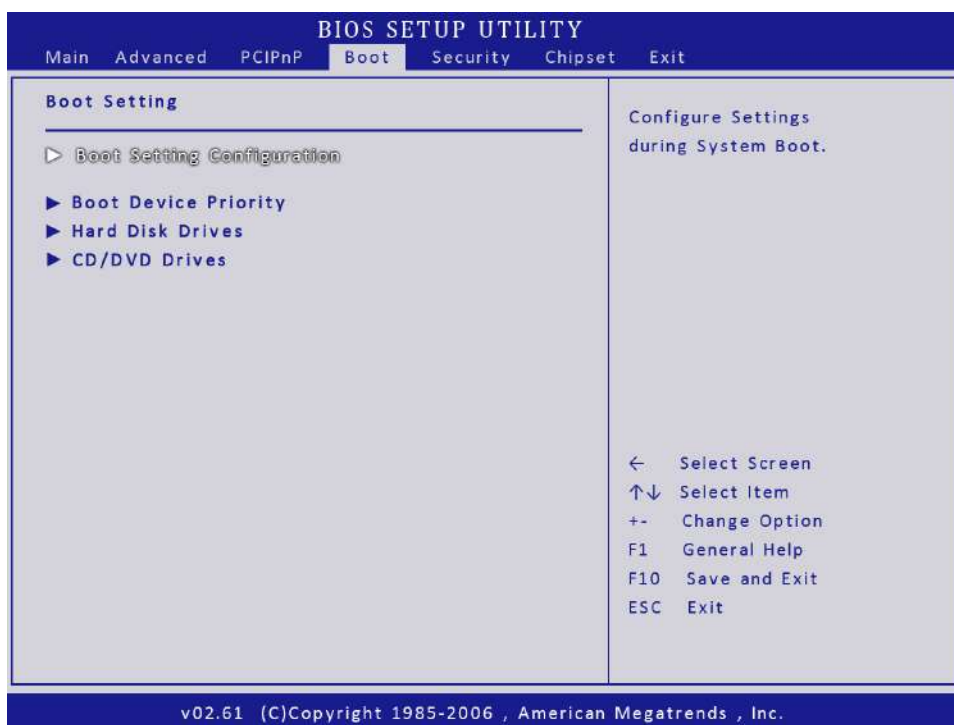 BIOS SETUP UTILITY
Main Advanced PCIPnP Boot Security Chipset Exit
Boot Setting
▷ Boot Setting Configuration
▶ Boot Device Priority
▶ Hard Disk Drives
▶ CD/DVD Drives
Configure Settings
during System Boot.
← Select Screen
↑↓ Select Item
+- Change Option
F1 General Help
F10 Save and Exit
ESC Exit
v02.61 (C)Copyright 1985-2006 , American Megatrends , Inc.